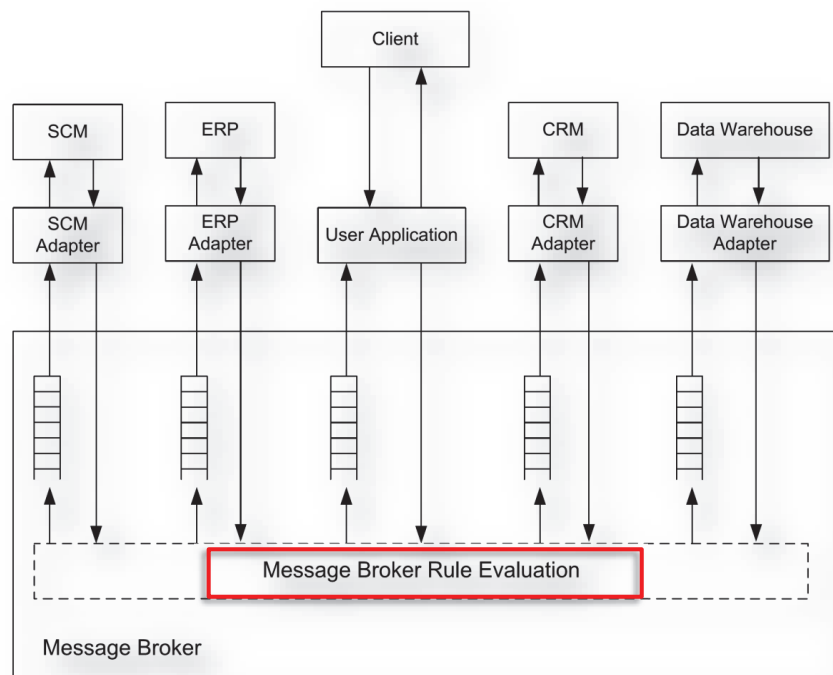 Client
SCM
ERP
CRM
Data Warehouse
SCM
Adapter
ERP
Adapter
User Application
CRM
Adapter
Data Warehouse
Adapter
Message Broker Rule Evaluation
Message Broker